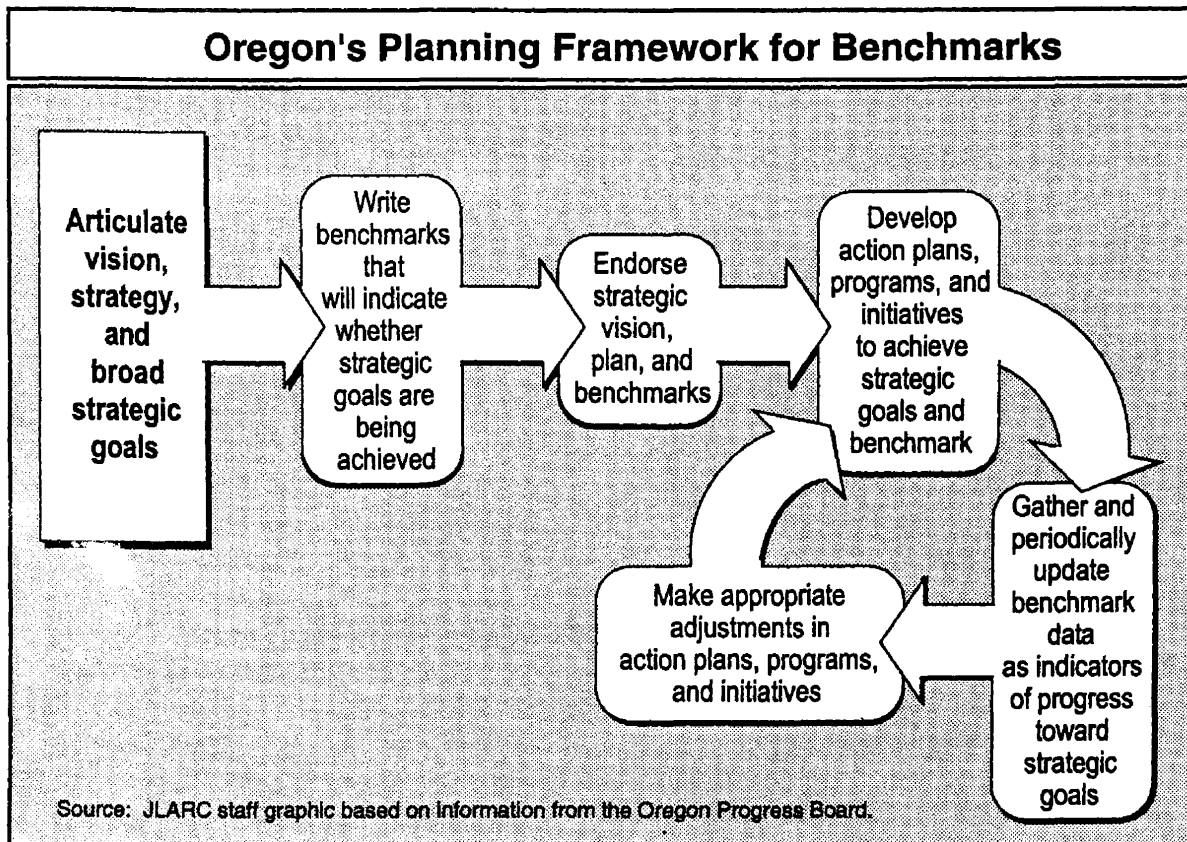 Oregon's Planning Framework for Benchmarks
Articulate
vision,
strategy,
and
broad
strategic
goals
Write
benchmarks
that
will indicate
whether
strategic
goals are
being
achieved
Endorse
strategic
vision,
plan, and
benchmarks
Develop
action plans,
programs, and
initiatives
to achieve
strategic
goals and
benchmark
Gather and
periodically
update
benchmark
data
as indicators
of progress
toward
strategic
goals
Make appropriate
adjustments in
action plans, programs,
and initiatives
Source: JLARC staff graphic based on information from the Oregon Progress Board.